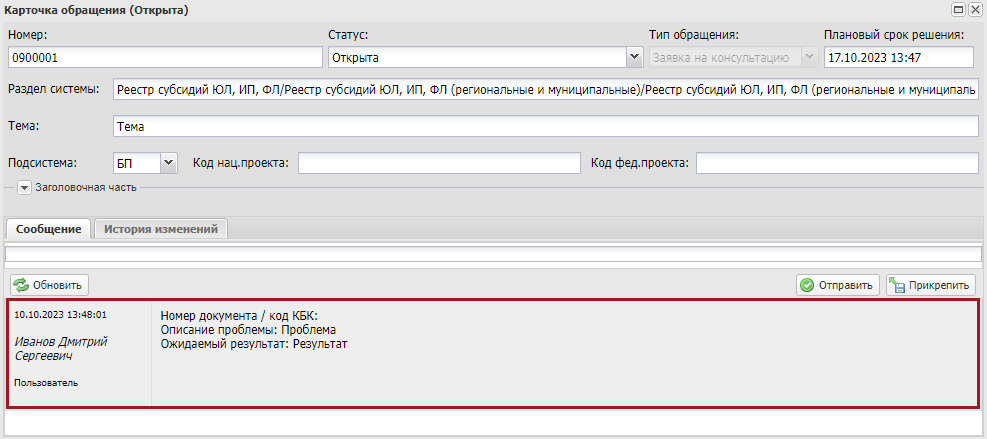 Карточка обращения (Открыта)
Номер: Статус: Тип обращения: Плановый срок решения:
0900001 Открыта Заявка на консультацию 17.10.2023 13:47
Раздел системы: Реестр субсидий ЮЛ, ИП, ФЛ/Реестр субсидий ЮЛ, ИП, ФЛ (региональные и муниципальные)/Реестр субсидий ЮЛ, ИП, ФЛ (региональные и муниципаль
Тема: Тема
Подсистема: БП Код нац.проекта: Код фед.проекта:
Заголовочная часть
Сообщение История изменений
Обновить Отправить Прикрепить
10.10.2023 13:48:01
Иванов Дмитрий
Сергеевич
Пользователь
Номер документа / код КБК:
Описание проблемы: Проблема
Ожидаемый результат: Результат